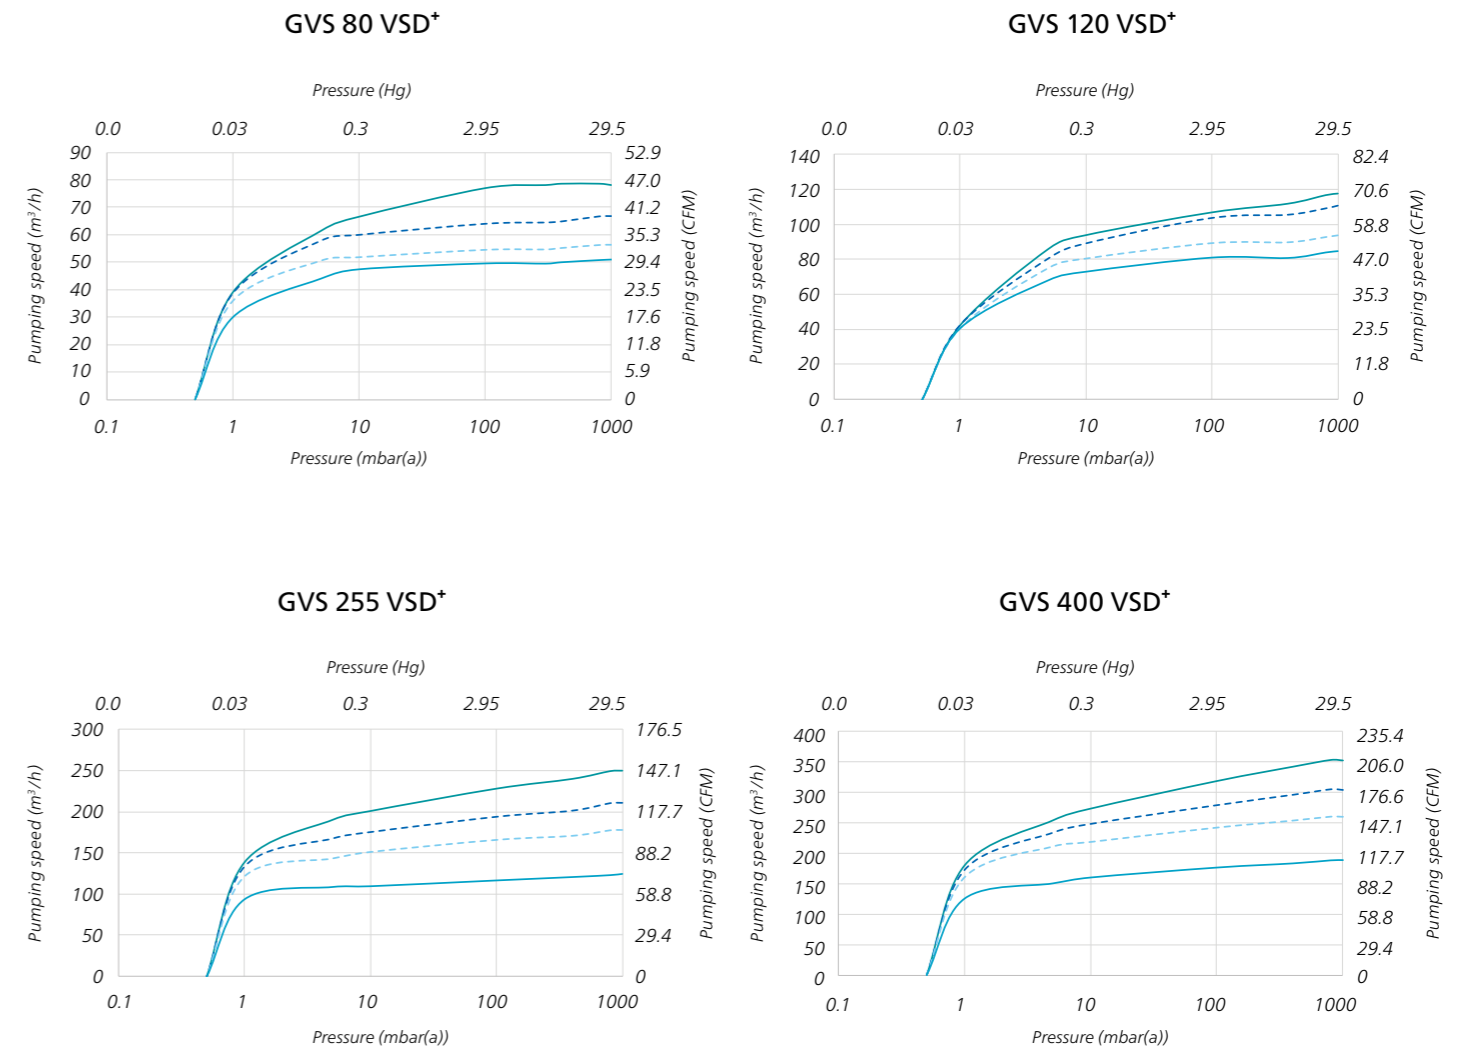 GVS 80 VSD+
Pressure (Hg)
0.0 0.03 0.3 2.95 29.5
90 52.9
80 47.0
70 41.2
60 35.3
50 29.4
40 23.5
30 17.6
20 11.8
10 5.9
0 0
Pumping speed (m³/h)
Pumping speed (CFM)
0.1 1 10 100 1000
Pressure (mbar(a))
GVS 120 VSD+
Pressure (Hg)
0.0 0.03 0.3 2.95 29.5
140 82.4
120 70.6
100 58.8
80 47.0
60 35.3
40 23.5
20 11.8
0 0
Pumping speed (m³/h)
Pumping speed (CFM)
0.1 1 10 100 1000
Pressure (mbar(a))
GVS 255 VSD+
Pressure (Hg)
0.0 0.03 0.3 2.95 29.5
300 176.5
250 147.1
200 117.7
150 88.2
100 58.8
50 29.4
0 0
Pumping speed (m³/h)
Pumping speed (CFM)
0.1 1 10 100 1000
Pressure (mbar(a))
GVS 400 VSD+
Pressure (Hg)
0.0 0.03 0.3 2.95 29.5
400 235.4
350 206.0
300 176.6
250 147.1
200 117.7
150 88.2
100 58.8
50 29.4
0 0
Pumping speed (m³/h)
Pumping speed (CFM)
0.1 1 10 100 1000
Pressure (mbar(a))